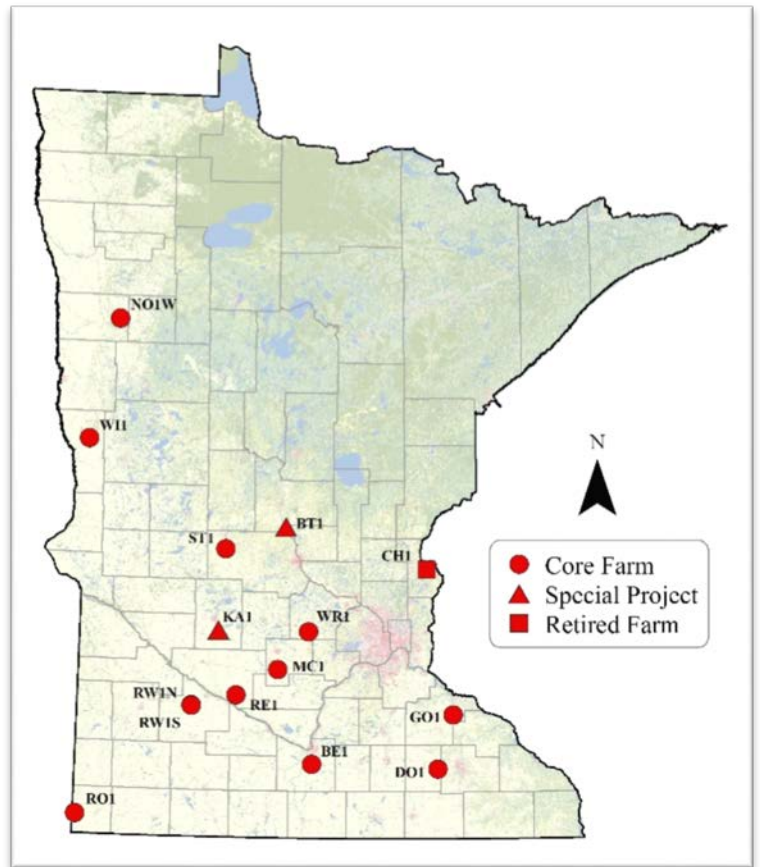 NO1W
WI1
N
BT1
ST1
CH1
Core Farm
Special Project
Retired Farm
KA1
WR1
MC1
RW1N
RE1
RW1S
GO1
BE1
DO1
RO1